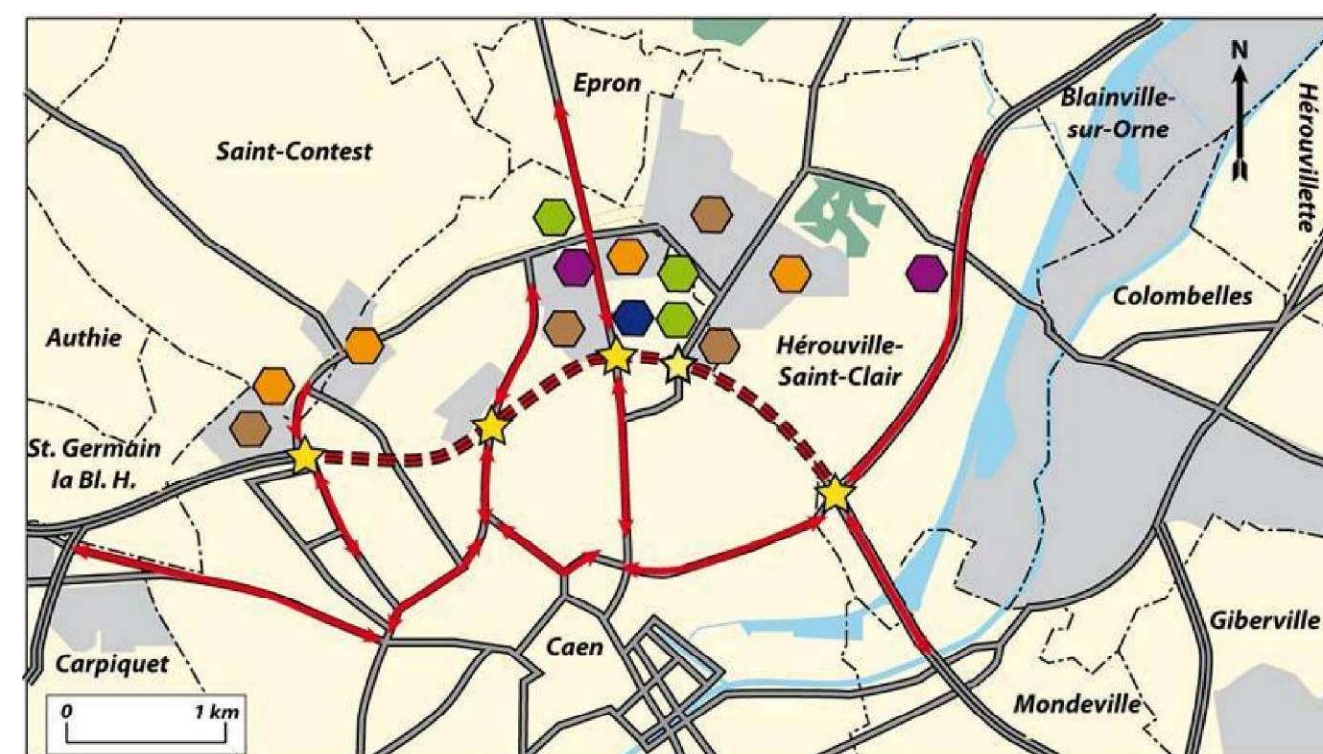 Epron
N
Blainville-
sur-Orne
Hérouvillette
Saint-Contest
Colombelles
Authie
Hérouville-
Saint-Clair
St. Germain
la Bl. H.
Giberville
Caen
Carpiquet
Mondeville
0 1 km